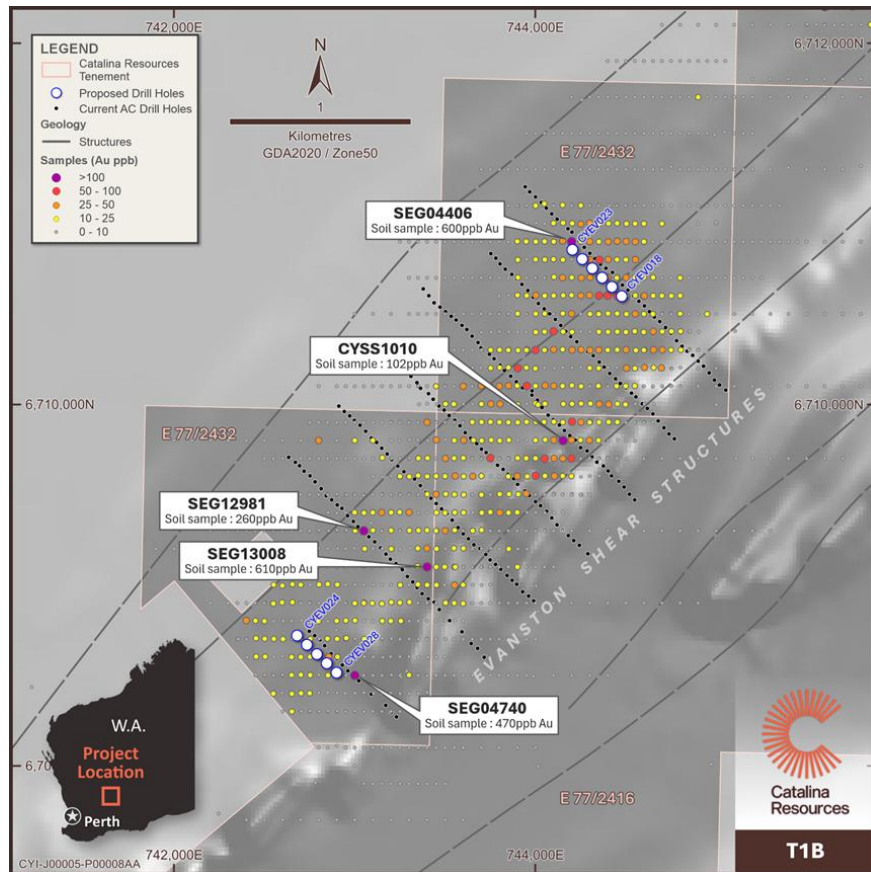 742,000E
744,000E
6,712,000N
LEGEND
Catalina Resources
Tenement
Proposed Drill Holes
Current AC Drill Holes
Geology
Structures
Samples (Au ppb)
>100
50 - 100
25 - 50
10 - 25
0 - 10
N
1
Kilometres
GDA2020 / Zone50
E 77/2432
SEG04406
Soil sample : 600ppb Au
CYEV023
CYEV018
CYSS1010
Soil sample : 102ppb Au
6,710,000N
6,710,000N
E 77/2432
SEG12981
Soil sample : 260ppb Au
SEG13008
Soil sample : 610ppb Au
EVANSTON SHEAR STRUCTURES
CYEV024
CYEV028
SEG04740
Soil sample : 470ppb Au
W.A.
Project
Location
Perth
E 77/2416
Catalina
Resources
T1B
742,000E
744,000E
CYI-J00005-P00008AA